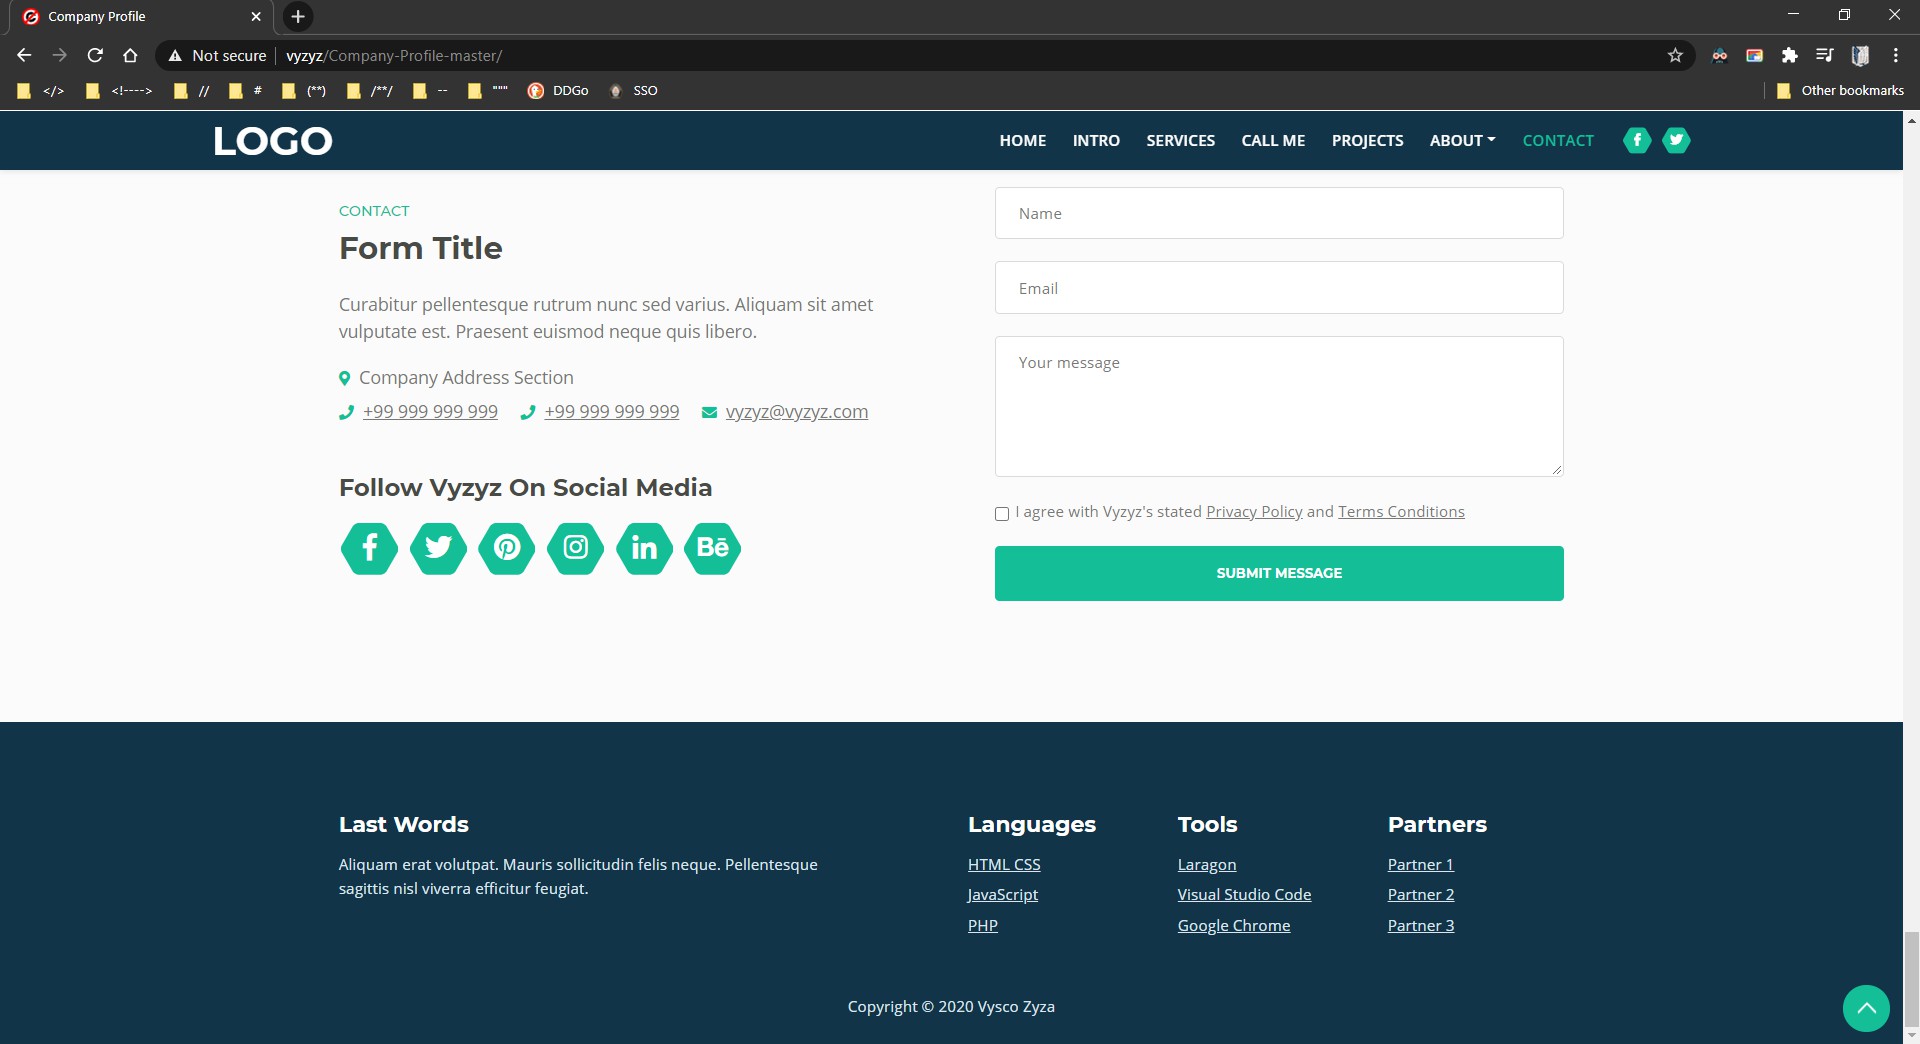 Company Profile
Not secure
vyzyz/Company-Profile-master/
</>
<!---->
//
#
(**)
/**/
--
"""
DDGo
SSO
Other bookmarks
LOGO
HOME
INTRO
SERVICES
CALL ME
PROJECTS
ABOUT
CONTACT
CONTACT
Form Title
Curabitur pellentesque rutrum nunc sed varius. Aliquam sit amet
vulputate est. Praesent euismod neque quis libero.
Company Address Section
+99 999 999 999
+99 999 999 999
vyzyz@vyzyz.com
Follow Vyzyz On Social Media
Bē
Name
Email
Your message
I agree with Vyzyz's stated Privacy Policy and Terms Conditions
SUBMIT MESSAGE
Last Words
Aliquam erat volutpat. Mauris sollicitudin felis neque. Pellentesque
sagittis nisl viverra efficitur feugiat.
Languages
HTML CSS
JavaScript
PHP
Tools
Laragon
Visual Studio Code
Google Chrome
Partners
Partner 1
Partner 2
Partner 3
Copyright © 2020 Vysco Zyza